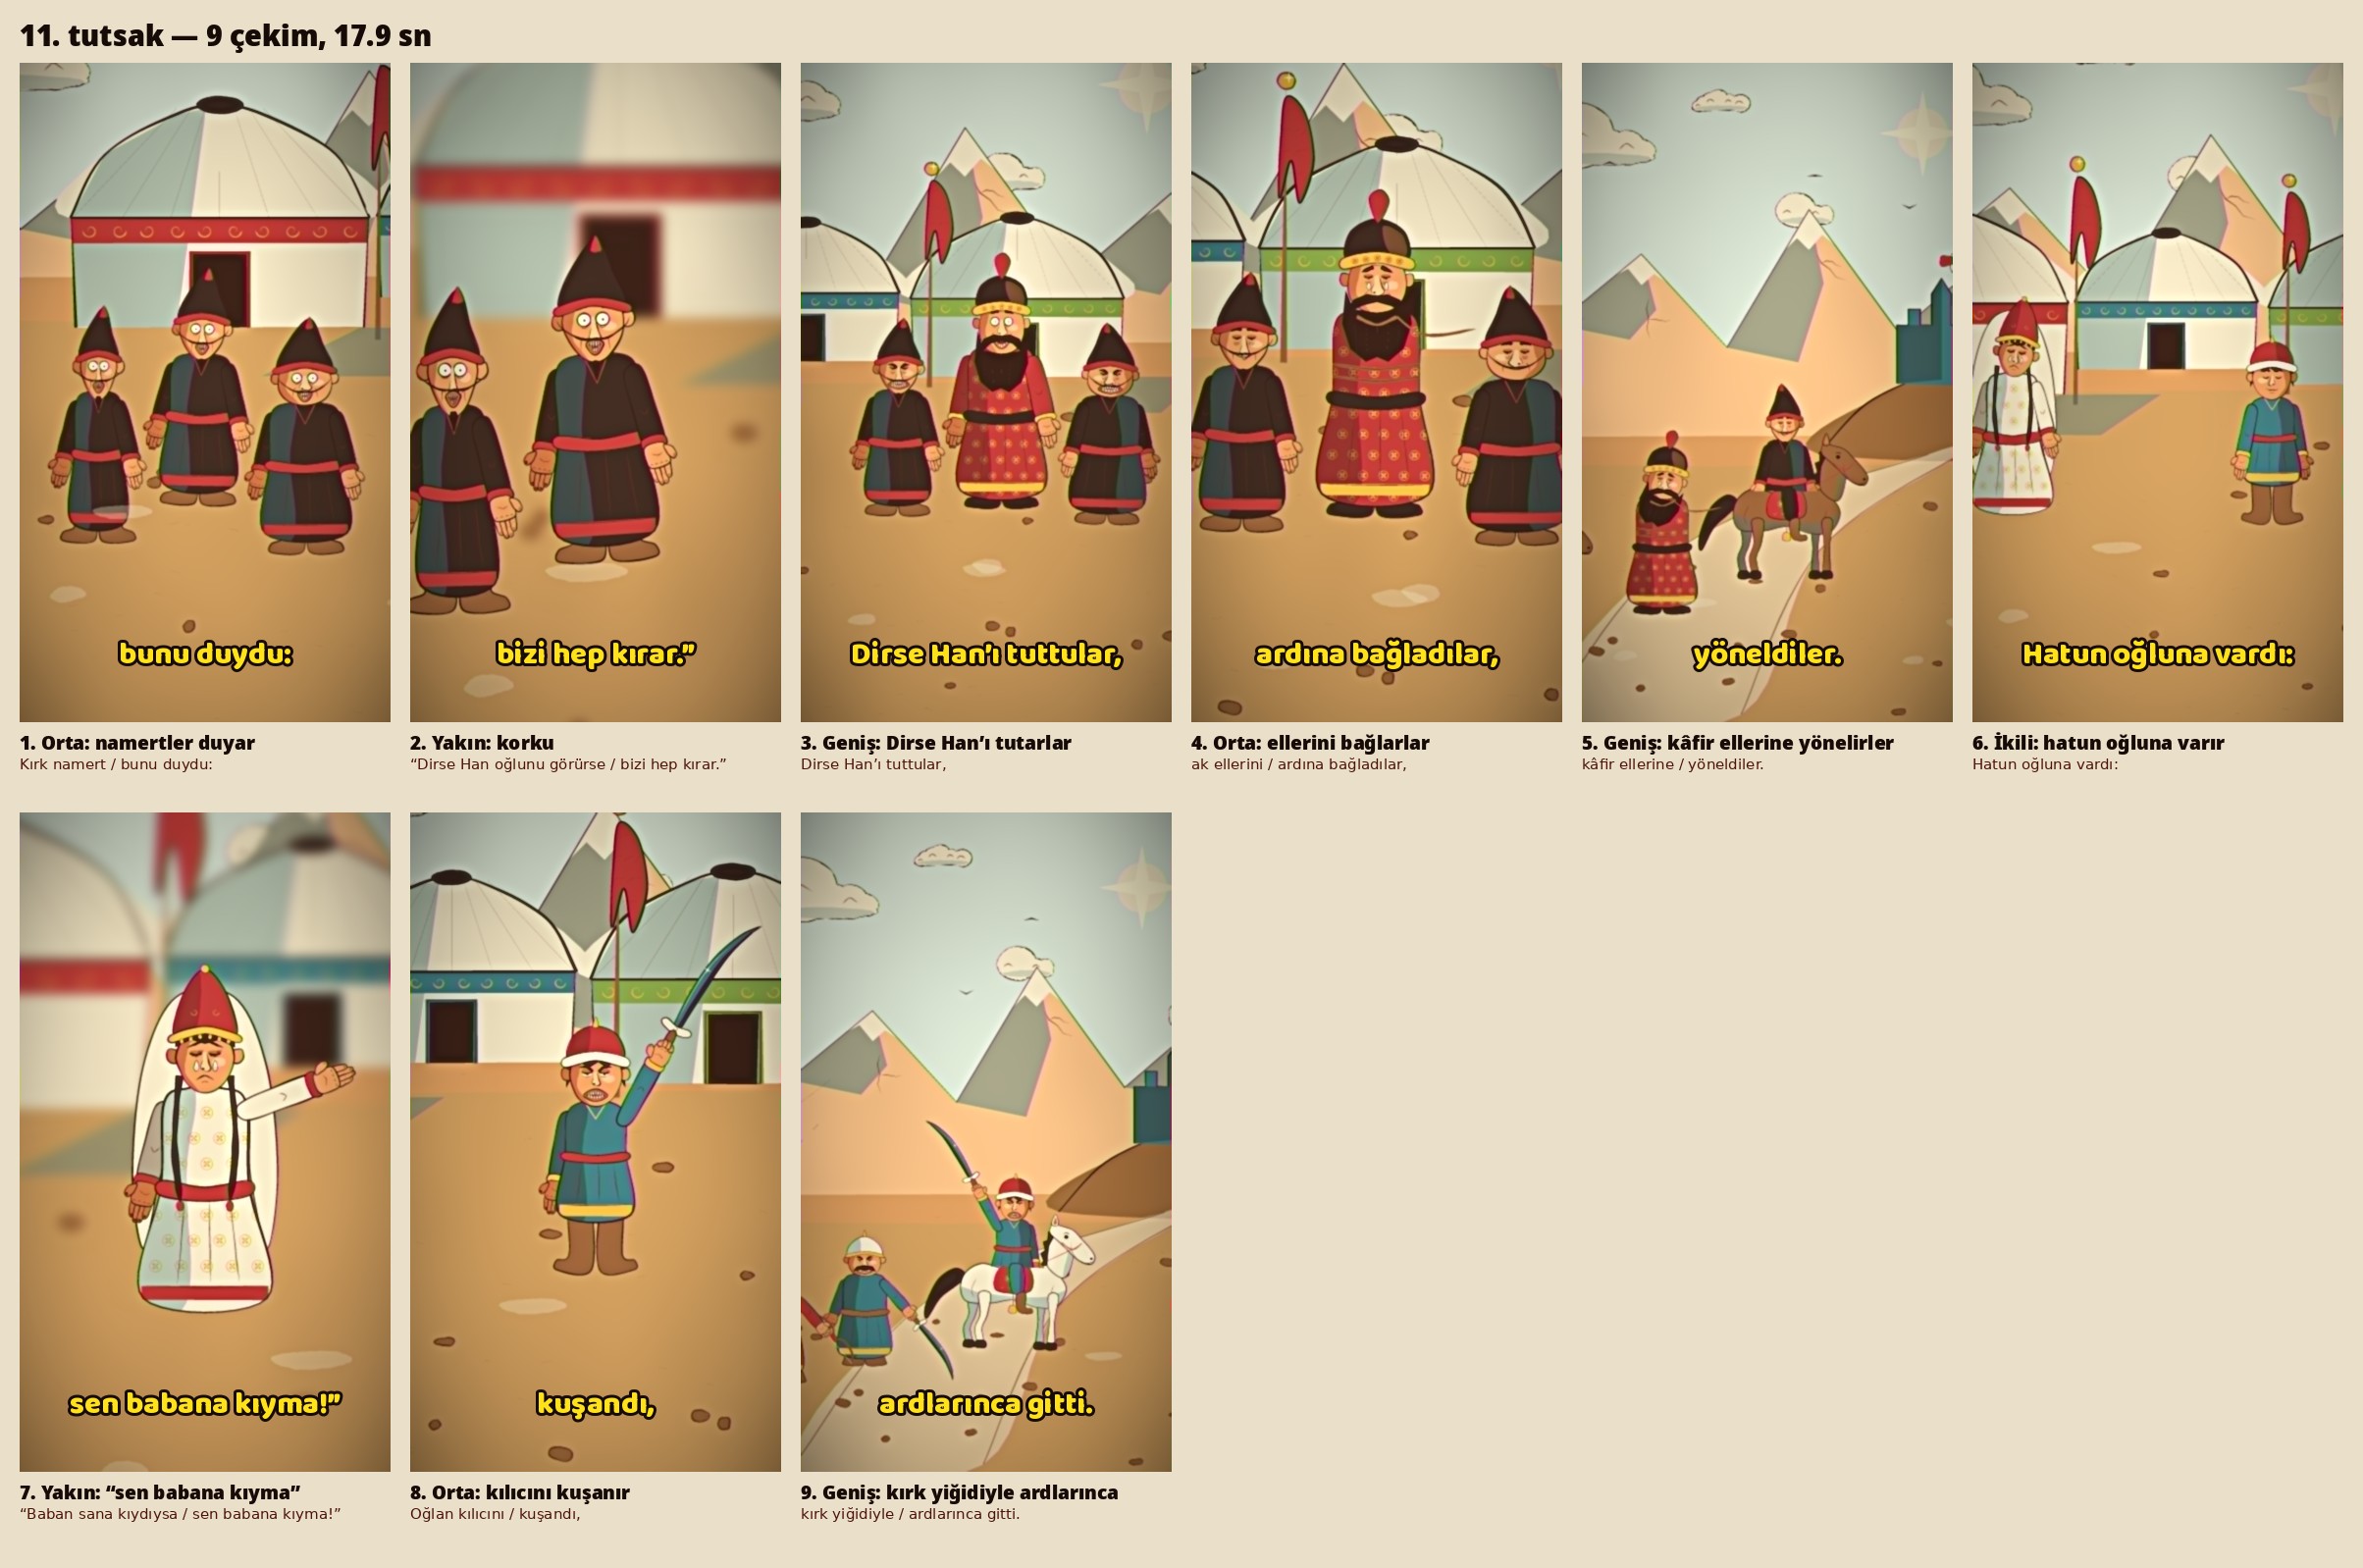 11. tutsak — 9 çekim, 17.9 sn
bunu duydu:
bizi hep kırar.”
Dirse Han’ı tuttular,
ardına bağladılar,
yöneldiler.
Hatun oğluna vardı:
1. Orta: namertler duyar
Kırk namert / bunu duydu:
2. Yakın: korku
“Dirse Han oğlunu görürse / bizi hep kırar.”
3. Geniş: Dirse Han’ı tutarlar
Dirse Han’ı tuttular,
4. Orta: ellerini bağlarlar
ak ellerini / ardına bağladılar,
5. Geniş: kâfir ellerine yönelirler
kâfir ellerine / yöneldiler.
6. İkili: hatun oğluna varır
Hatun oğluna vardı:
sen babana kıyma!”
kuşandı,
ardlarınca gitti.
7. Yakın: “sen babana kıyma”
“Baban sana kıydıysa / sen babana kıyma!”
8. Orta: kılıcını kuşanır
Oğlan kılıcını / kuşandı,
9. Geniş: kırk yiğidiyle ardlarınca
kırk yiğidiyle / ardlarınca gitti.